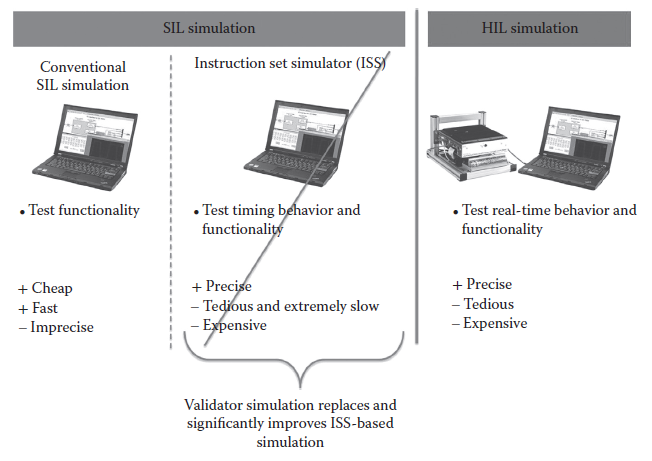 SIL simulation
HIL simulation
Conventional
SIL simulation
Instruction set simulator (ISS)
• Test functionality
• Test timing behavior and
functionality
• Test real-time behavior and
functionality
+ Cheap
+ Fast
– Imprecise
+ Precise
– Tedious and extremely slow
– Expensive
+ Precise
– Tedious
– Expensive
Validator simulation replaces and
significantly improves ISS-based
simulation